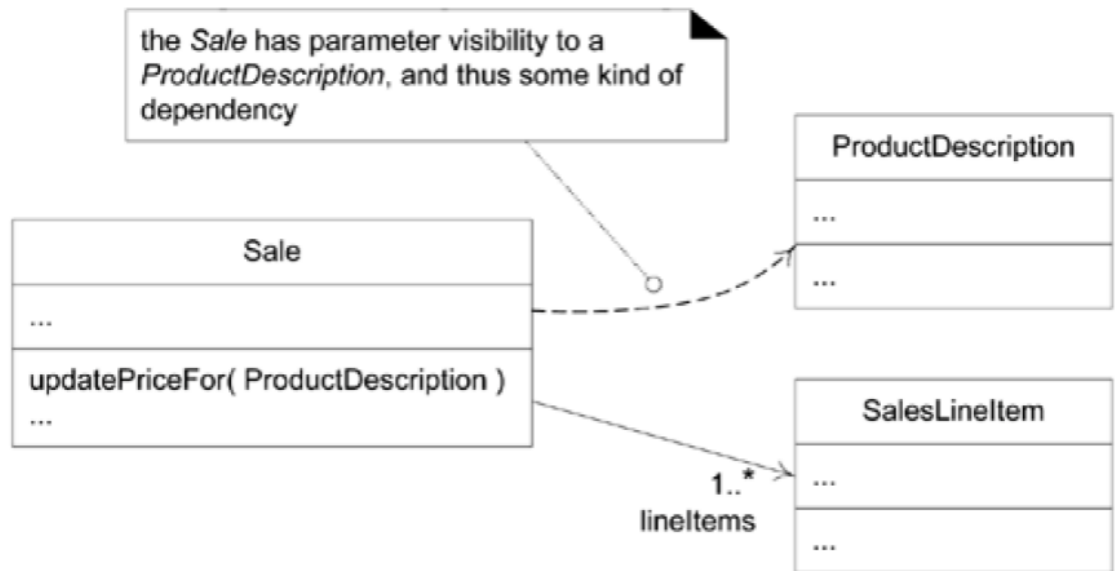 the Sale has parameter visibility to a
ProductDescription, and thus some kind of
dependency
ProductDescription
...
...
Sale
...
updatePriceFor( ProductDescription )
...
SalesLineItem
...
...
1..*
lineItems